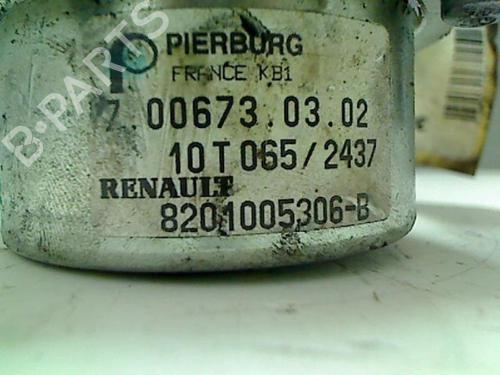 PIERBURG
FRANCE KB1
7.00673.03.02
10T065/2437
RENAULT
8201005306-B
B-PARTS